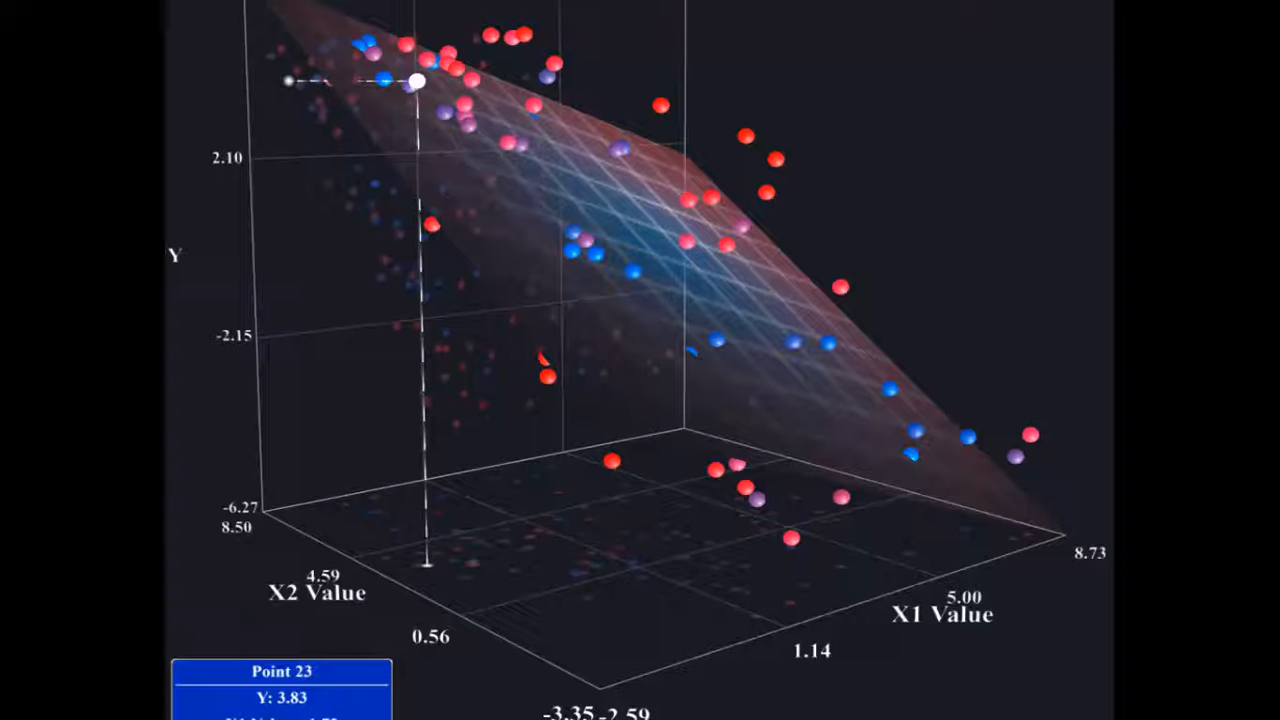 2.10
Y
-2.15
-6.27
8.50
4.59
X2 Value
0.56
-3.35
-2.59
1.14
5.00
X1 Value
8.73
Point 23
Y: 3.83